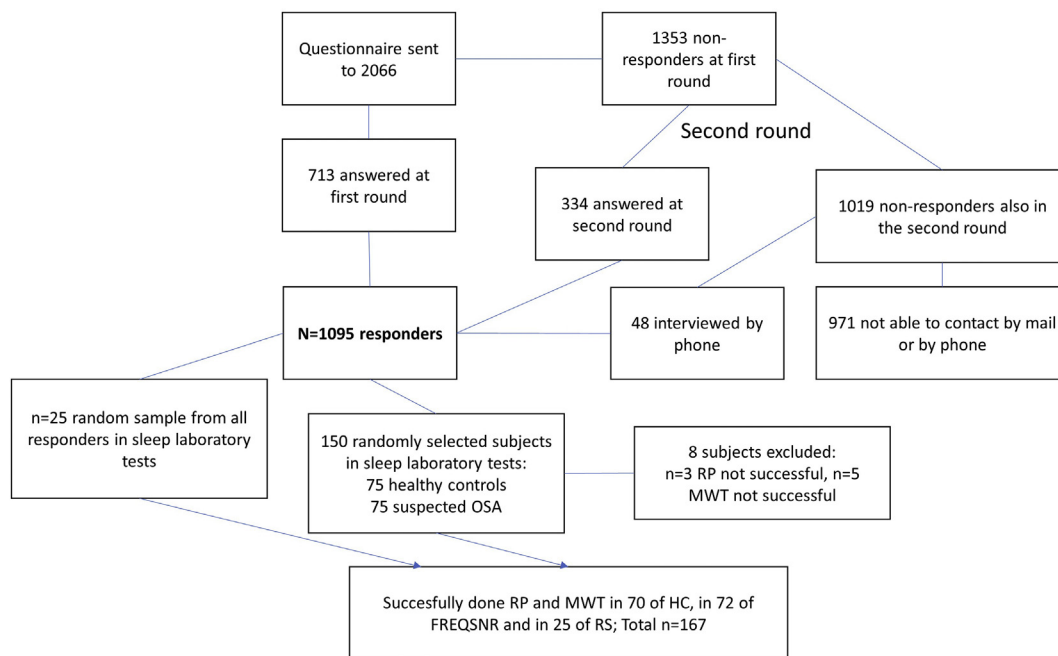 Questionnaire sent
to 2066
1353 non-
responders at first
round
Second round
713 answered at
first round
334 answered at
second round
1019 non-responders also in
the second round
N=1095 responders
48 interviewed by
phone
971 not able to contact by mail
or by phone
n=25 random sample from all
responders in sleep laboratory
tests
150 randomly selected subjects
in sleep laboratory tests:
75 healthy controls
75 suspected OSA
8 subjects excluded:
n=3 RP not successful, n=5
MWT not successful
Succesfully done RP and MWT in 70 of HC, in 72 of
FREQSNR and in 25 of RS; Total n=167